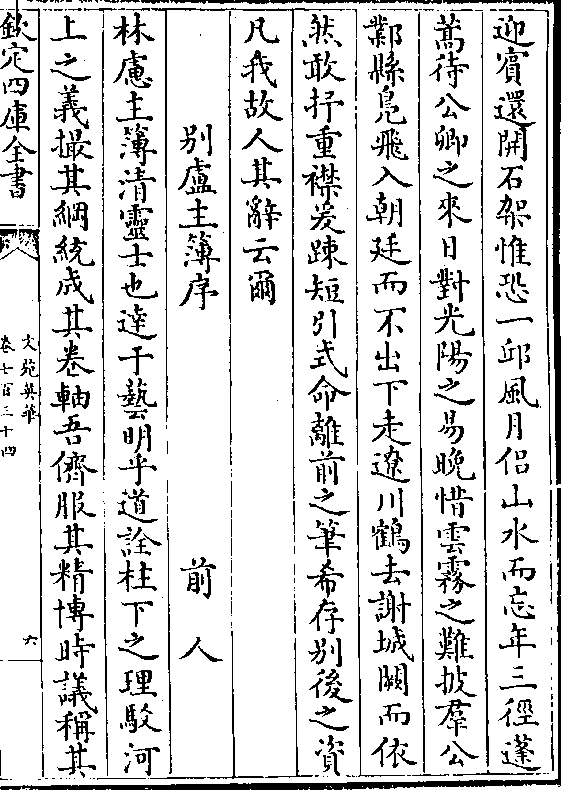 迎賓還開石架惟恐一邱風月侣山水而忘年三徑蓬
蒿待公卿之來日對光陽之易晚惜雲霧之難披羣公
鄴縣鳬飛入朝廷而不出下走遼川鶴去謝城闕而依
然敢抒重襟爰踈短引式命離前之筆希存别後之資
凡我故人其辭云爾
别盧主簿序 前人
林慮主簿清靈士也達于藝明乎道詮柱下之理駮河
上之義撮其綱統成其卷軸吾儕服其精博時議稱其
欽定四庫全書
文苑英華
卷七百三十四
六